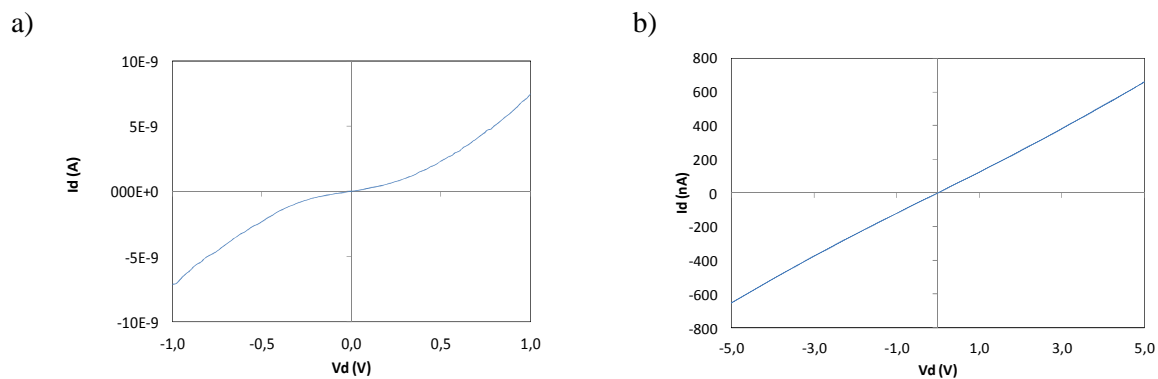 a)
10E-9
5E-9
000E+0
-5E-9
-10E-9
Id (A)
-1,0 -0,5 0,0 0,5 1,0
Vd (V)
b)
800
600
400
200
0
-200
-400
-600
-800
Id (nA)
-5,0 -3,0 -1,0 1,0 3,0 5,0
Vd (V)